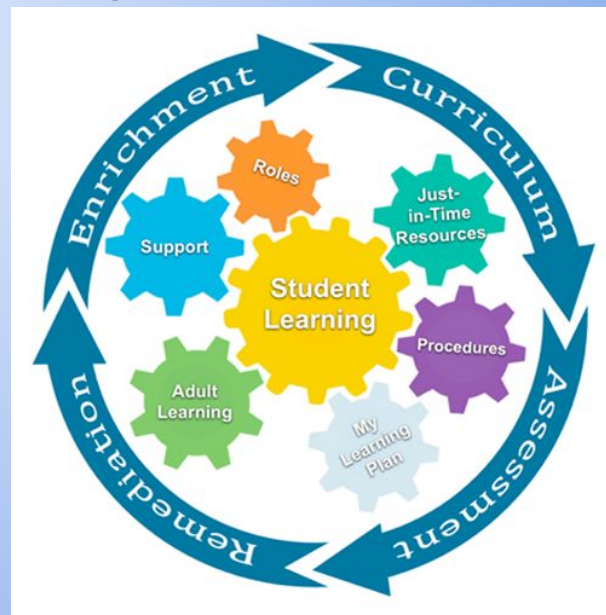 Enrichment
Curriculum
Assessment
Remediation
Roles
Just-
in-Time
Resources
Support
Student
Learning
Procedures
Adult
Learning
My
Learning
Plan